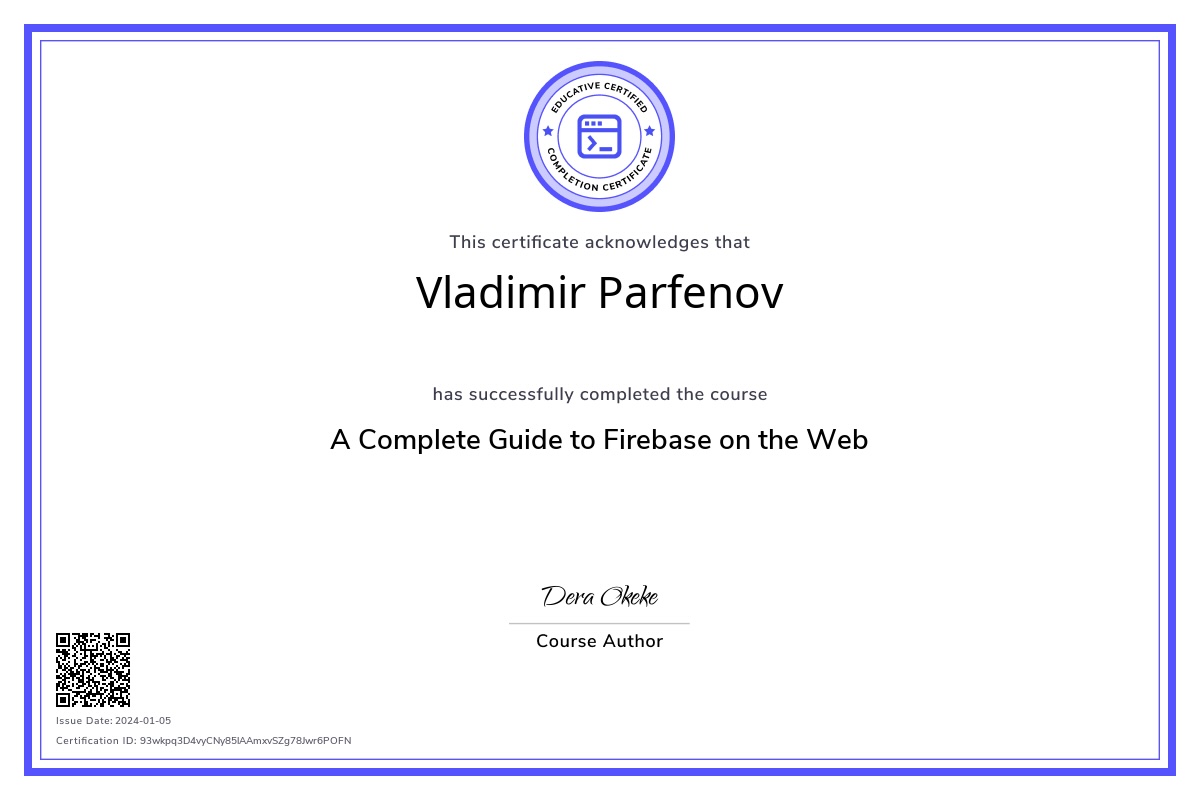 EDUCATIVE CERTIFIED
COMPLETION CERTIFICATE
This certificate acknowledges that
Vladimir Parfenov
has successfully completed the course
A Complete Guide to Firebase on the Web
Dera Okeke
Course Author
Issue Date: 2024-01-05
Certification ID: 93wkpq3D4vyCNy85lAAmxvSZg78Jwr6POFN